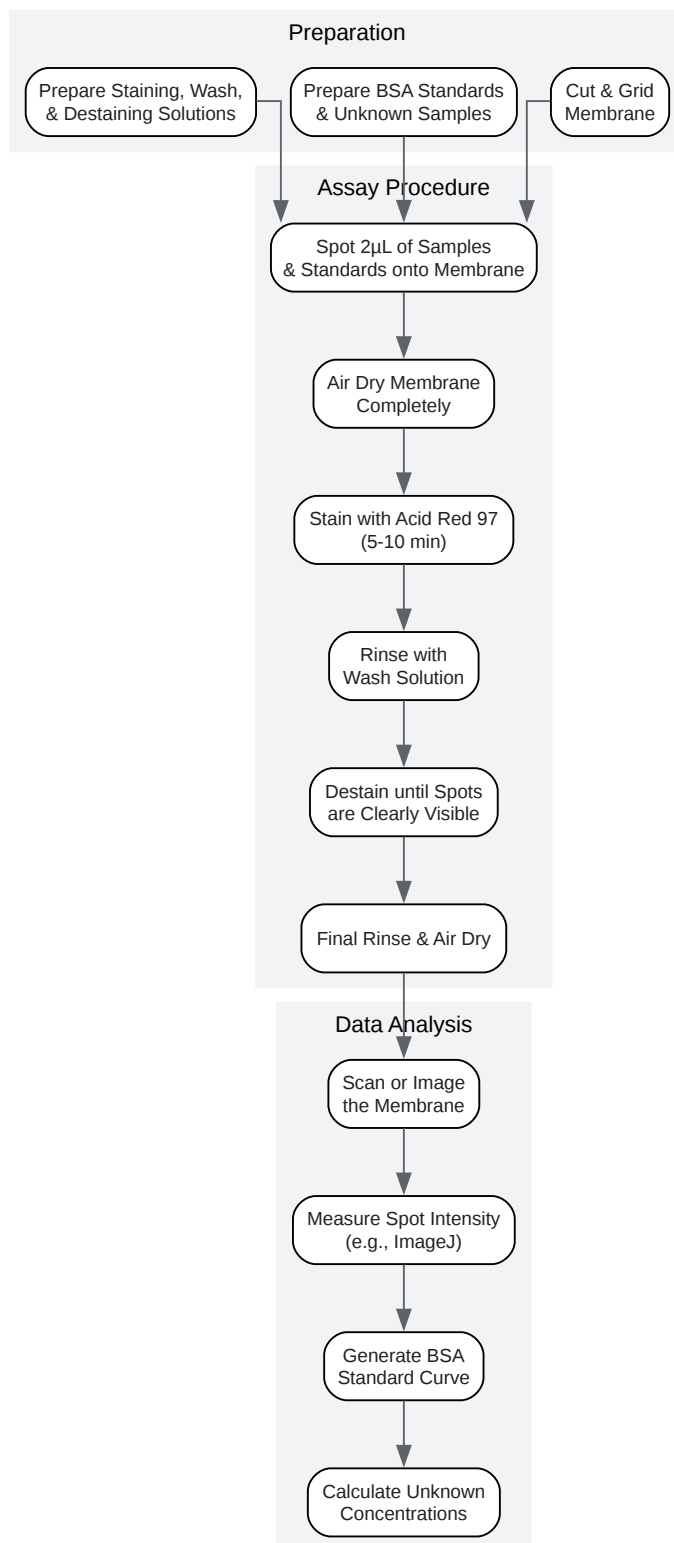 Preparation
Prepare Staining, Wash,
& Destaining Solutions
Prepare BSA Standards
& Unknown Samples
Cut & Grid
Membrane
Assay Procedure
Spot 2µL of Samples
& Standards onto Membrane
Air Dry Membrane
Completely
Stain with Acid Red 97
(5-10 min)
Rinse with
Wash Solution
Destain until Spots
are Clearly Visible
Final Rinse & Air Dry
Data Analysis
Scan or Image
the Membrane
Measure Spot Intensity
(e.g., ImageJ)
Generate BSA
Standard Curve
Calculate Unknown
Concentrations